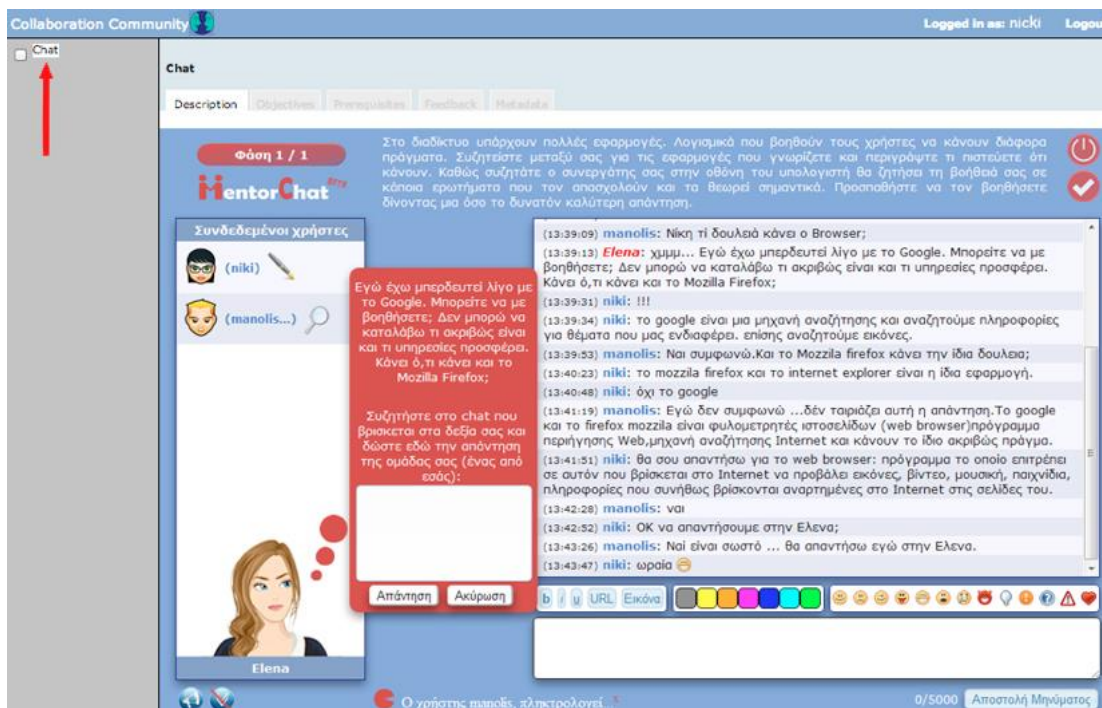 Collaboration Community
Logged in as: nicki
Logou
Chat
Chat
Description
Objectives
Prerequisites
Feedback
Metadata
Φάση 1 / 1
MentorChat
Στο διαδίκτυο υπάρχουν πολλές εφαρμογές. Λογισμικά που βοηθούν τους χρήστες να κάνουν διάφορα
πράγματα. Συζητείστε μεταξύ σας για τις εφαρμογές που γνωρίζετε και περιγράψτε τι πιστεύετε ότι
κάνουν. Καθώς συζητάτε ο συνεργάτης σας στην οθόνη του υπολογιστή θα ζητήσει τη βοήθειά σας σε
κάποια ερωτήματα που τον απασχολούν και τα θεωρεί σημαντικά. Προσπαθήστε να τον βοηθήσετε
δίνοντας μια όσο το δυνατόν καλύτερη απάντηση.
Συνδεδεμένοι χρήστες
(niki)
(manolis...)
Εγώ έχω μπερδευτεί λίγο με
το Google. Μπορείτε να με
βοηθήσετε; Δεν μπορώ να
καταλάβω τι ακριβώς είναι
και τι υπηρεσίες προσφέρει.
Κάνει ό,τι κάνει και το
Mozilla Firefox;
Συζητήστε στο chat που
βρισκεται στα δεξία σας και
δώστε εδώ την απάντηση
της ομάδας σας (ένας από
εσάς):
Απάντηση
Ακύρωση
Elena
(13:39:09) manolis: Νίκη τί δουλειά κάνει ο Browser;
(13:39:13) Elena: χμμμ... Εγώ έχω μπερδευτεί λίγο με το Google. Μπορείτε να με
βοηθήσετε; Δεν μπορώ να καταλάβω τι ακριβώς είναι και τι υπηρεσίες προσφέρει.
Κάνει ό,τι κάνει και το Mozilla Firefox;
(13:39:31) niki: !!!
(13:39:34) niki: το google είναι μια μηχανή αναζήτησης και αναζητούμε πληροφορίες
για θέματα που μας ενδιαφέρει. επίσης αναζητούμε εικόνες.
(13:39:53) manolis: Ναι συμφωνώ.Και το Mozzila firefox κάνει την ίδια δουλεια;
(13:40:23) niki: το mozzila firefox και το internet explorer είναι η ίδια εφαρμογή.
(13:40:48) niki: όχι το google
(13:41:19) manolis: Εγώ δεν συμφωνώ ...δέν ταιριάζει αυτή η απάντηση.Το google
και το firefox mozzila είναι φυλομετρητές ιστοσελίδων (web browser)πρόγραμμα
περιήγησης Web,μηχανή αναζήτησης Internet και κάνουν το ίδιο ακριβώς πράγμα.
(13:41:51) niki: θα σου απαντήσω για το web browser: πρόγραμμα το οποίο επιτρέπει
σε αυτόν που βρίσκεται στο Internet να προβάλει εικόνες, βίντεο, μουσική, παιχνίδια,
πληροφορίες που συνήθως βρίσκονται αναρτημένες στο Internet στις σελίδες του.
(13:42:28) manolis: ναι
(13:42:52) niki: ΟΚ να απαντήσουμε στην Ελενα;
(13:43:26) manolis: Ναί είναι σωστό ... θα απαντήσω εγώ στην Ελενα.
(13:43:47) niki: ωραία
b i u URL Εικόνα
Ο χρήστης manolis, πληκτρολογεί...
0/5000
Αποστολή Μηνύματος